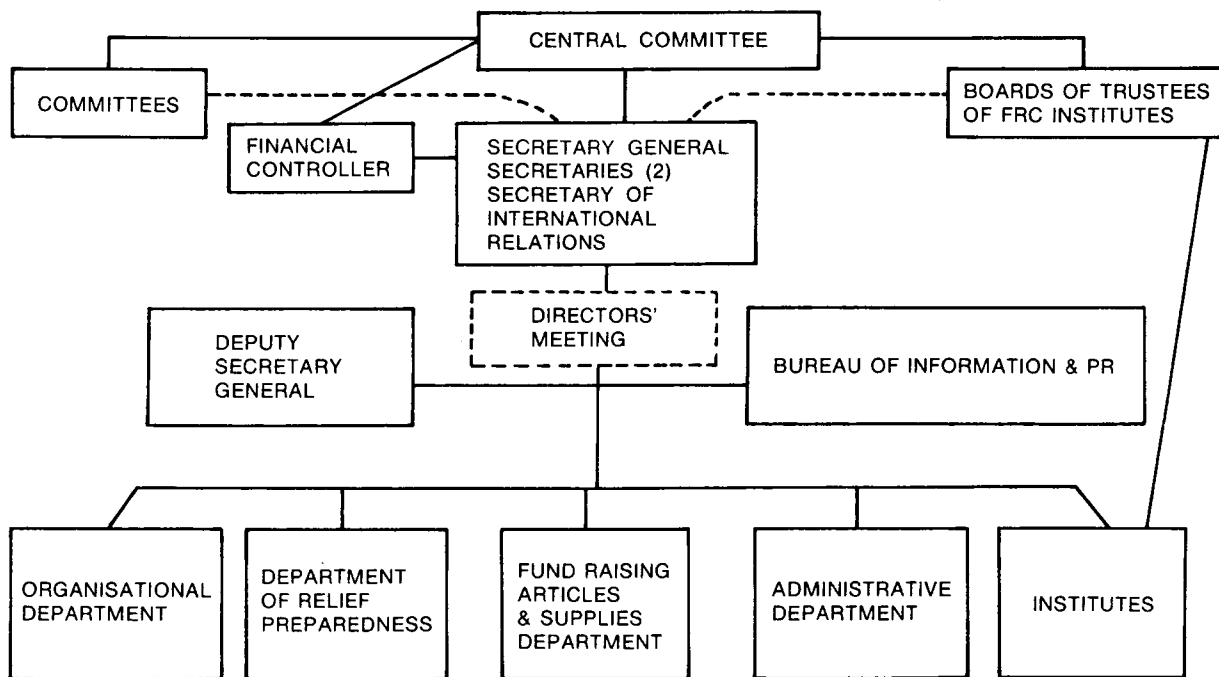 CENTRAL COMMITTEE
COMMITTEES
BOARDS OF TRUSTEES
OF FRC INSTITUTES
FINANCIAL
CONTROLLER
SECRETARY GENERAL
SECRETARIES (2)
SECRETARY OF
INTERNATIONAL
RELATIONS
DIRECTORS'
MEETING
DEPUTY
SECRETARY
GENERAL
BUREAU OF INFORMATION & PR
ORGANISATIONAL
DEPARTMENT
DEPARTMENT
OF RELIEF
PREPAREDNESS
FUND RAISING
ARTICLES
& SUPPLIES
DEPARTMENT
ADMINISTRATIVE
DEPARTMENT
INSTITUTES